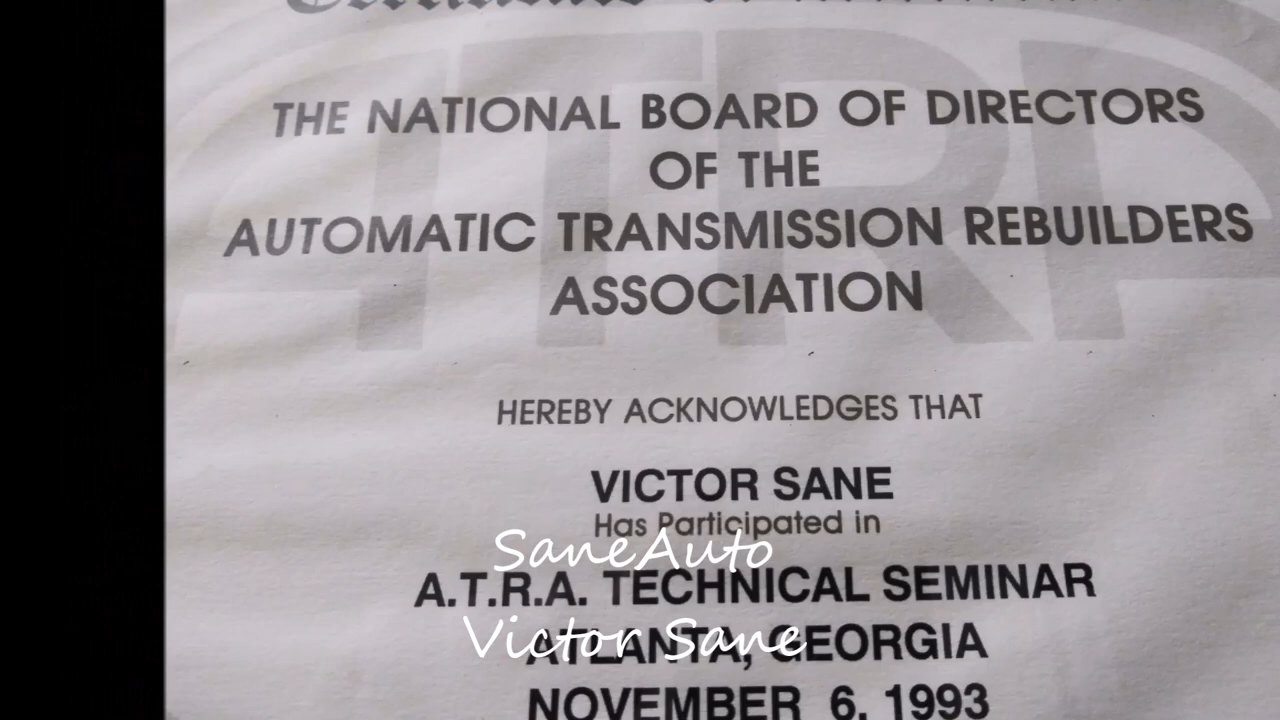 THE NATIONAL BOARD OF DIRECTORS
OF THE
AUTOMATIC TRANSMISSION REBUILDERS
ASSOCIATION
HEREBY ACKNOWLEDGES THAT
VICTOR SANE
Has Participated in
SaneAuto
A.T.R.A. TECHNICAL SEMINAR
Victor Sane
ATLANTA, GEORGIA
NOVEMBER 6, 1993